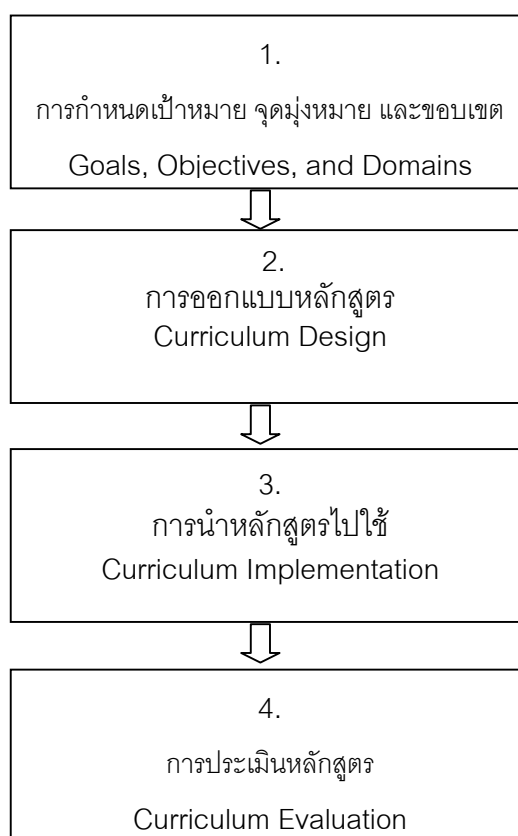 1.
การกำหนดเป้าหมาย จุดมุ่งหมาย และขอบเขต
Goals, Objectives, and Domains
2.
การออกแบบหลักสูตร
Curriculum Design
3.
การนำหลักสูตรไปใช้
Curriculum Implementation
4.
การประเมินหลักสูตร
Curriculum Evaluation